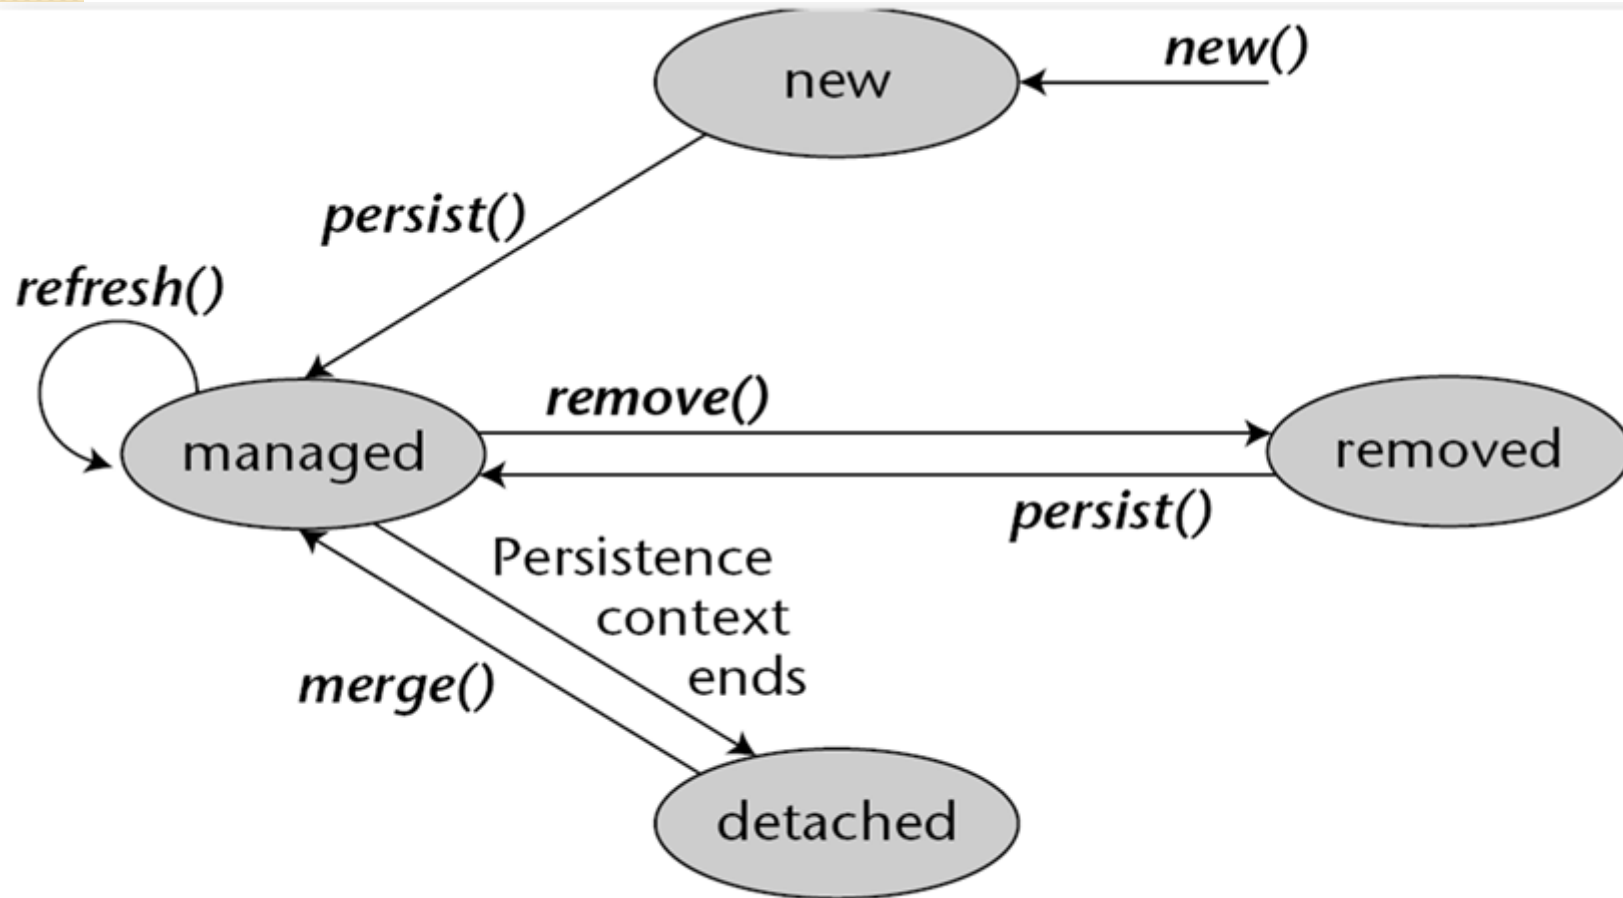 new()
new
persist()
refresh()
remove()
managed
removed
persist()
Persistence
context
ends
merge()
detached